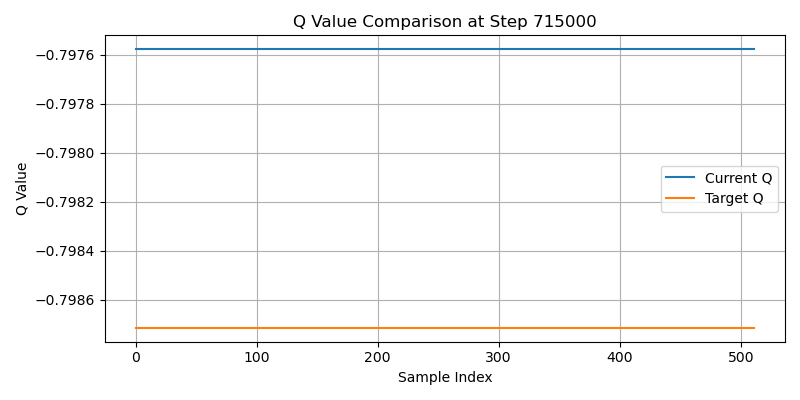 Q Value Comparison at Step 715000
−0.7976
−0.7978
−0.7980
−0.7982
−0.7984
−0.7986
Q Value
Current Q
Target Q
0 100 200 300 400 500
Sample Index